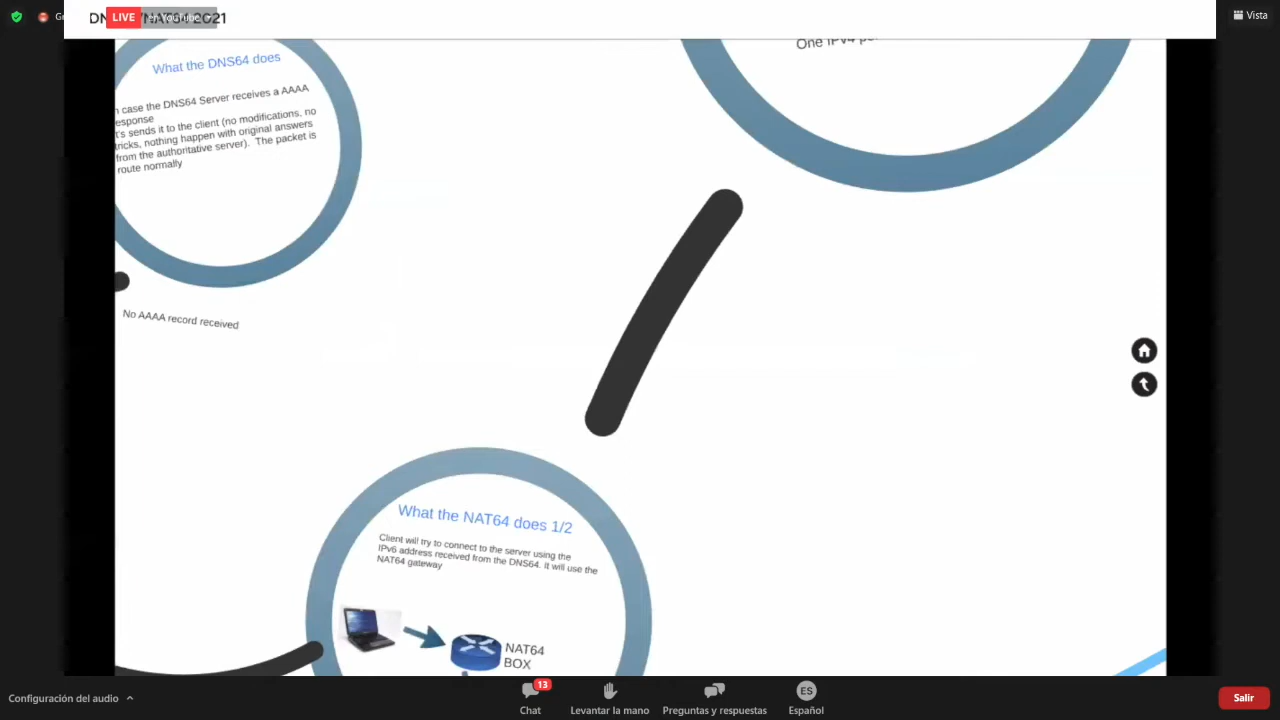 LIVE
en YouTube
NAT64 2021
Vista
What the DNS64 does
case the DNS64 Server receives a AAAA
esponse
t's sends it to the client (no modifications, no
tricks, nothing happen with original answers
from the authoritative server). The packet is
route normally
One IPv4
No AAAA record received
What the NAT64 does 1/2
Client will try to connect to the server using the
IPv6 address received from the DNS64. It will use the
NAT64 gateway
NAT64
BOX
Configuración del audio
13
Chat
Levantar la mano
Preguntas y respuestas
ES
Español
Salir